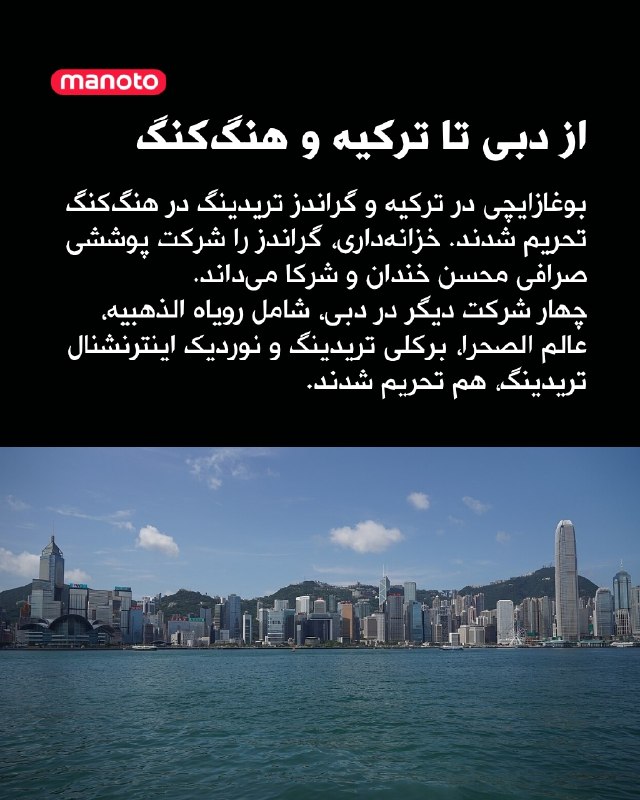 manoto
از دبی تا ترکیه و هنگ‌کنگ
بوغازایچی در ترکیه و گراندز تریدینگ در هنگ‌کنگ
تحریم شدند. خزانه‌داری، گراندز را شرکت پوششی
صرافی محسن خندان و شرکا می‌داند.
چهار شرکت دیگر در دبی، شامل رویاه الذهبیه،
عالم الصحرا، برکلی تریدینگ و نوردیک اینترنشنال
تریدینگ، هم تحریم شدند.